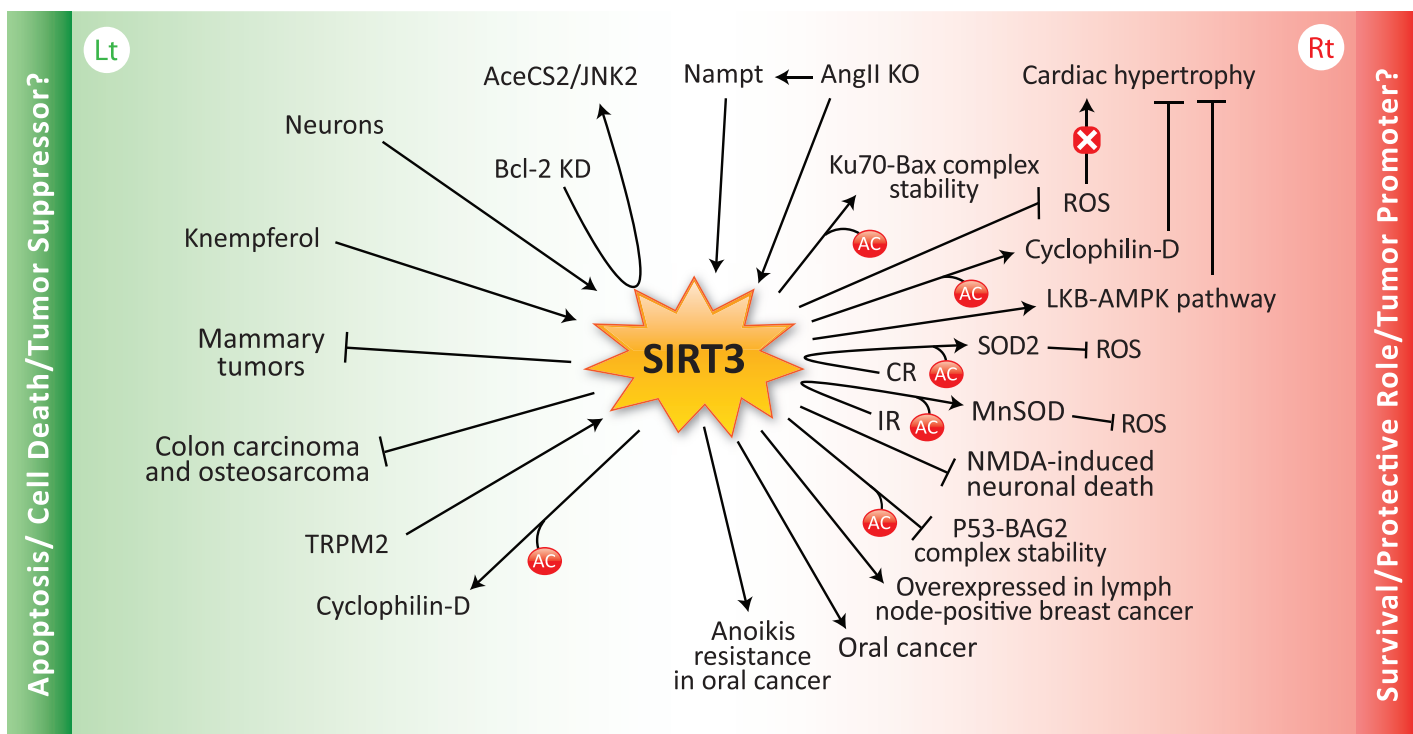 Apoptosis/ Cell Death/Tumor Suppressor?
Lt
Rt
Survival/Protective Role/Tumor Promoter?
AceCS2/JNK2
Nampt
AngII KO
Cardiac hypertrophy
Neurons
Bcl-2 KD
Ku70-Bax complex
stability
ROS
AC
Knempferol
Cyclophilin-D
AC
LKB-AMPK pathway
Mammary
tumors
SIRT3
SOD2
ROS
CR
AC
IR
AC
MnSOD
ROS
Colon carcinoma
and osteosarcoma
NMDA-induced
neuronal death
AC
P53-BAG2
complex stability
TRPM2
AC
Cyclophilin-D
Overexpressed in lymph
node-positive breast cancer
Anoikis
resistance
in oral cancer
Oral cancer